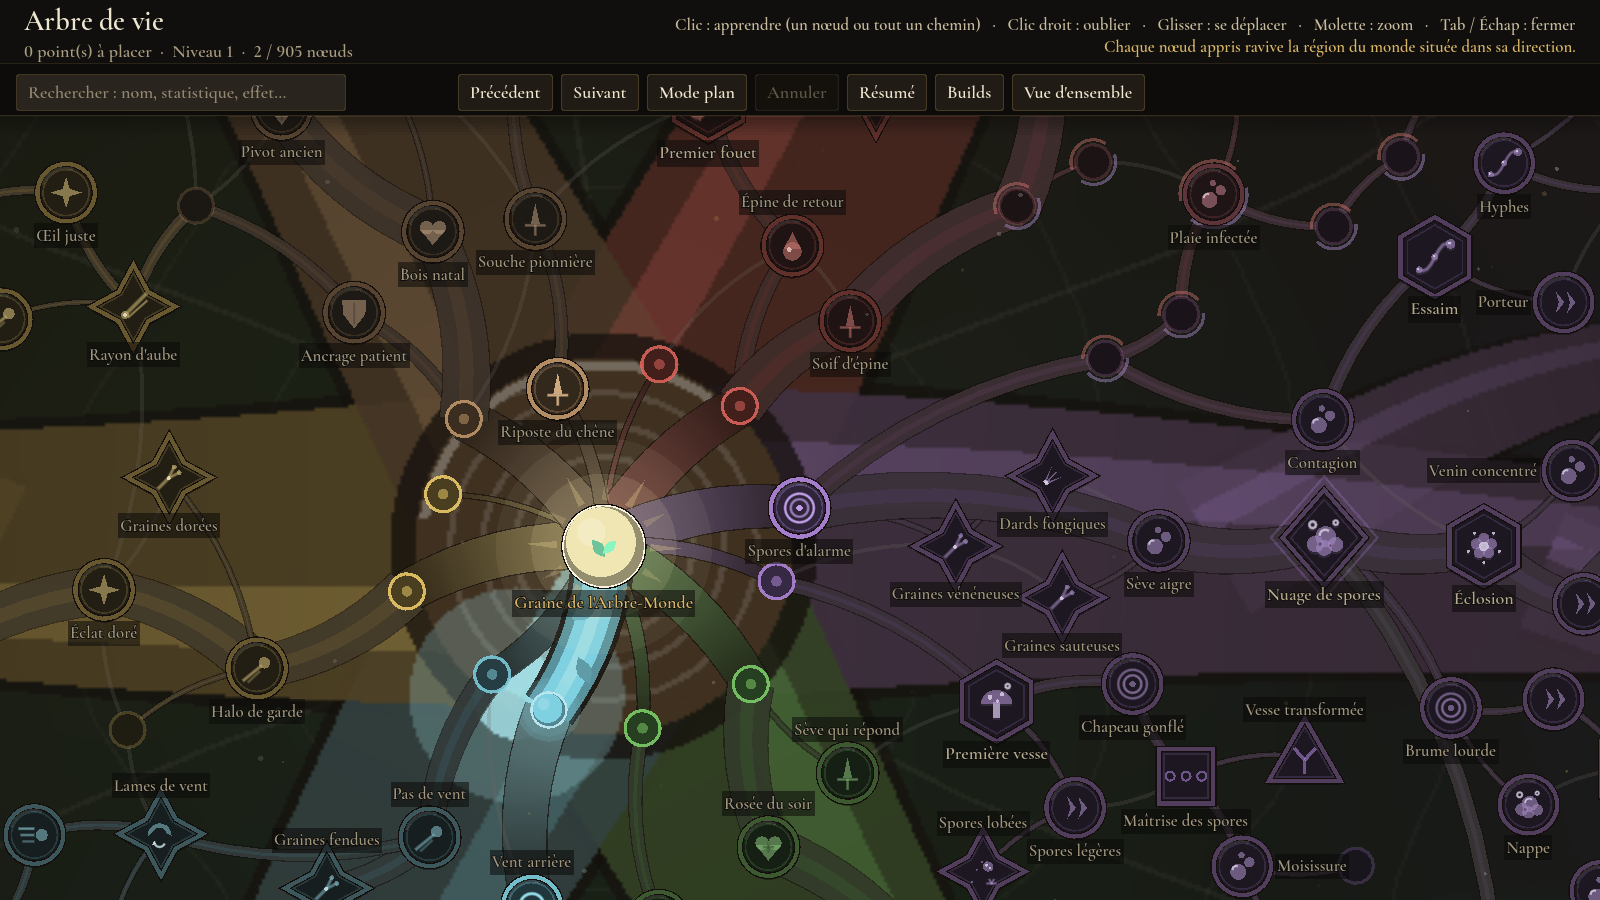 Arbre de vie
0 point(s) à placer · Niveau 1 · 2 / 905 nœuds
Clic : apprendre (un nœud ou tout un chemin) · Clic droit : oublier · Glisser : se déplacer · Molette : zoom · Tab / Échap : fermer
Chaque nœud appris ravive la région du monde située dans sa direction.
Rechercher : nom, statistique, effet...
Précédent
Suivant
Mode plan
Annuler
Résumé
Builds
Vue d'ensemble
Pivot ancien
Premier fouet
Épine de retour
Hyphes
Œil juste
Plaie infectée
Souche pionnière
Bois natal
Essaim
Porteur
Rayon d'aube
Ancrage patient
Soif d'épine
Riposte du chêne
Contagion
Venin concentré
Graines dorées
Dards fongiques
Spores d'alarme
Sève aigre
Graines vénéneuses
Nuage de spores
Éclosion
Graine de l'Arbre-Monde
Éclat doré
Graines sauteuses
Halo de garde
Vesse transformée
Chapeau gonflé
Sève qui répond
Première vesse
Brume lourde
Lames de vent
Pas de vent
Rosée du soir
Spores lobées
Maîtrise des spores
Graines fendues
Spores légères
Nappe
Vent arrière
Moisissure